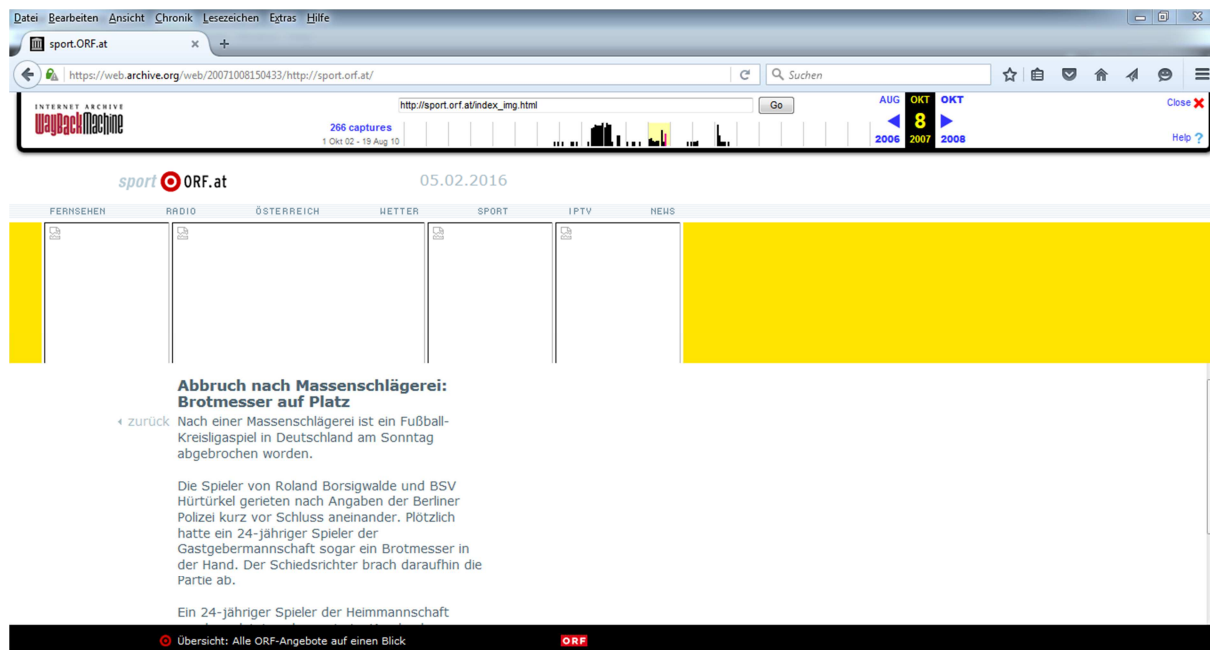 Datei Bearbeiten Ansicht Chronik Lesezeichen Extras Hilfe
sport.ORF.at
https://web.archive.org/web/20071008150433/http://sport.orf.at/
Suchen
INTERNET ARCHIVE
WayBackMachine
http://sport.orf.at/index_img.html
Go
266 captures
1 Okt 02 - 19 Aug 10
AUG OKT OKT
8
2006 2007 2008
Close
Help ?
sport ORF.at
05.02.2016
FERNSEHEN RADIO ÖSTERREICH WETTER SPORT IPTV NEWS
Abbruch nach Massenschlägerei:
Brotmesser auf Platz
zurück
Nach einer Massenschlägerei ist ein Fußball-
Kreisligaspiel in Deutschland am Sonntag
abgebrochen worden.
Die Spieler von Roland Borsigwalde und BSV
Hürtürkel gerieten nach Angaben der Berliner
Polizei kurz vor Schluss aneinander. Plötzlich
hatte ein 24-jähriger Spieler der
Gastgebermannschaft sogar ein Brotmesser in
der Hand. Der Schiedsrichter brach daraufhin die
Partie ab.
Ein 24-jähriger Spieler der Heimmannschaft
Übersicht: Alle ORF-Angebote auf einen Blick
ORF